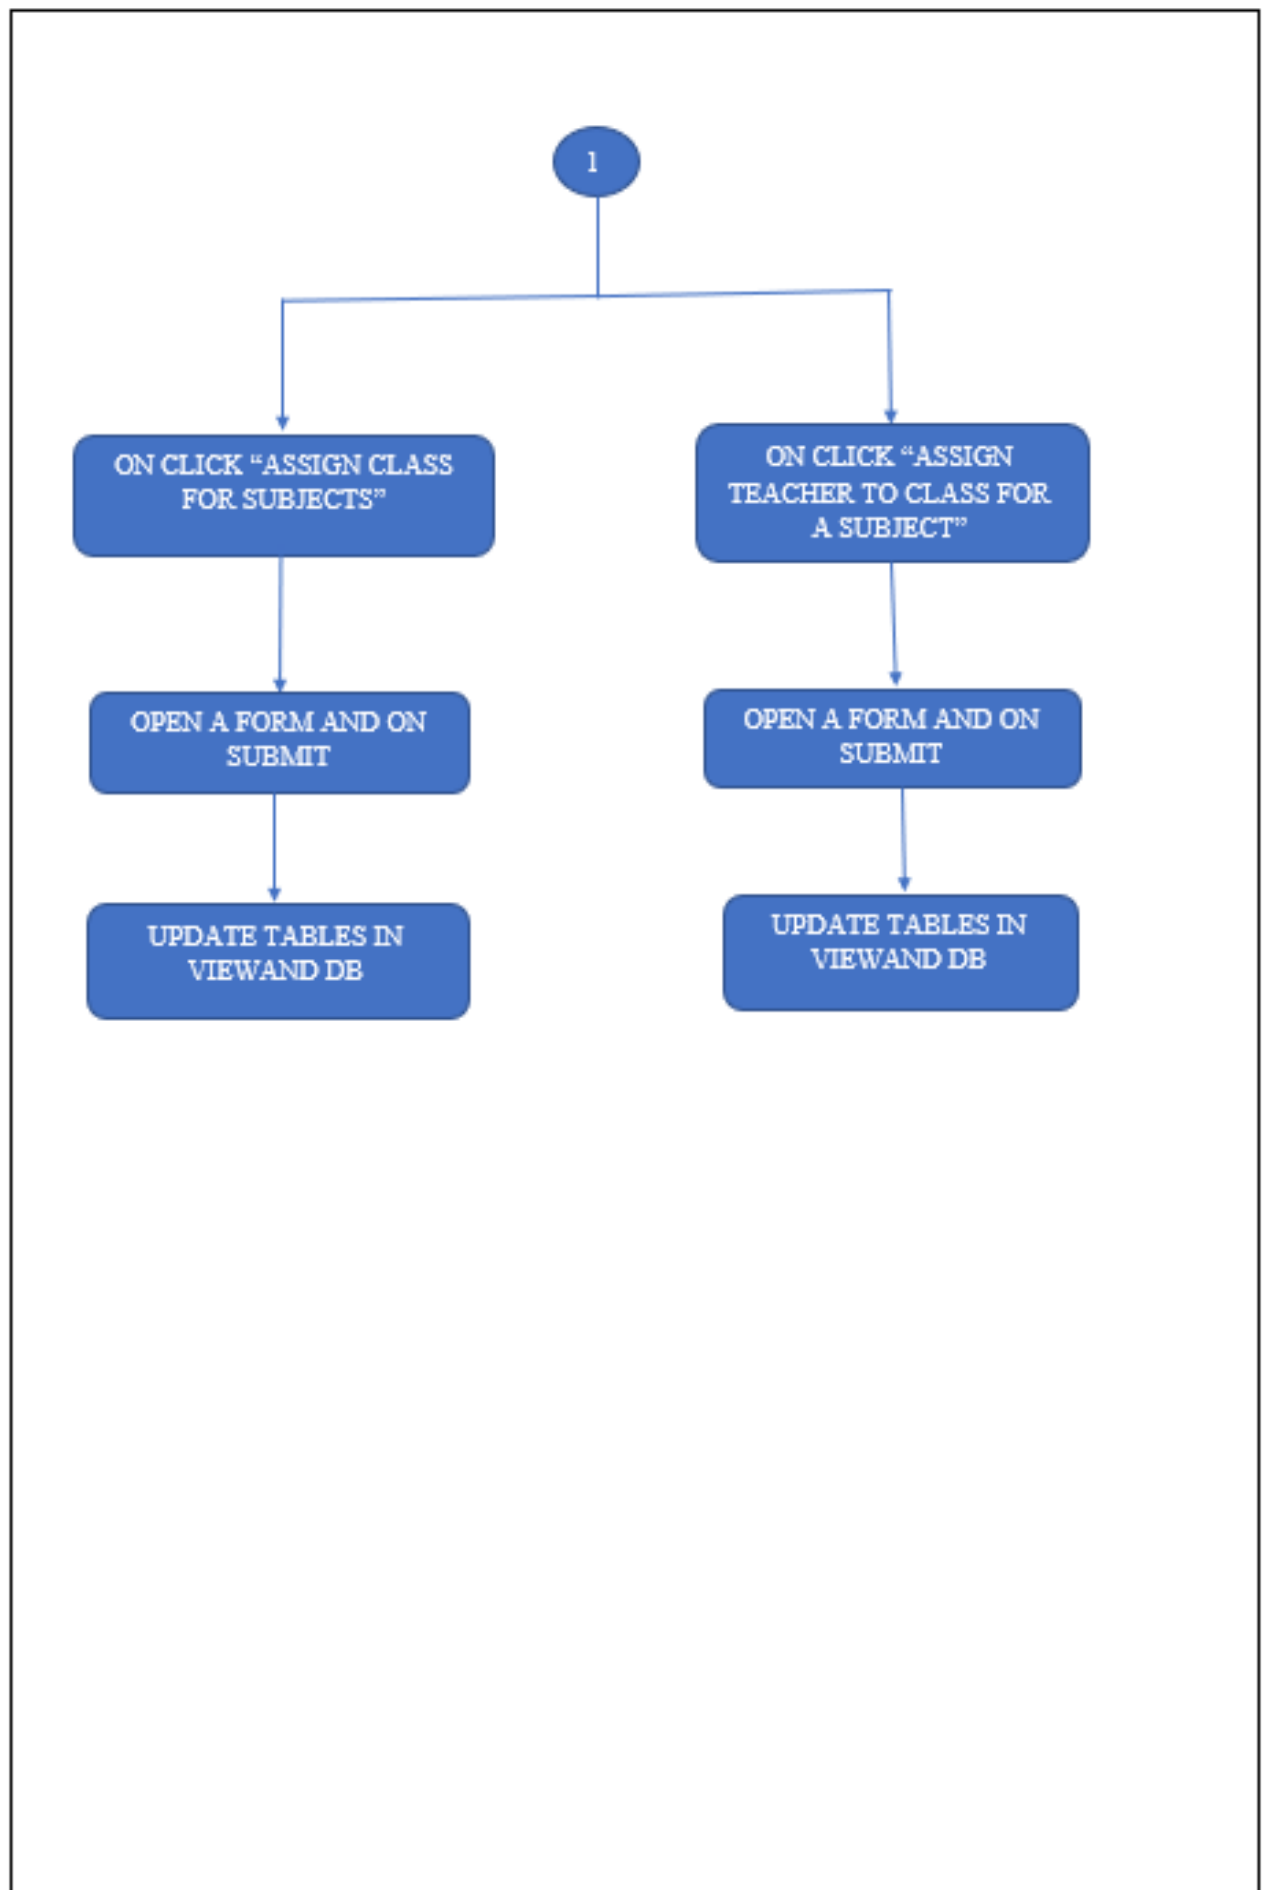 1
ON CLICK “ASSIGN CLASS
FOR SUBJECTS”
ON CLICK “ASSIGN
TEACHER TO CLASS FOR
A SUBJECT”
OPEN A FORM AND ON
SUBMIT
OPEN A FORM AND ON
SUBMIT
UPDATE TABLES IN
VIEWAND DB
UPDATE TABLES IN
VIEWAND DB